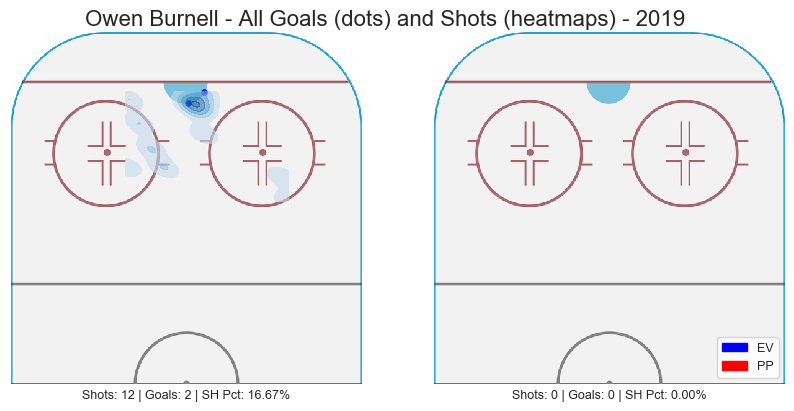 Owen Burnell - All Goals (dots) and Shots (heatmaps) - 2019
EV
PP
Shots: 12 | Goals: 2 | SH Pct: 16.67%
Shots: 0 | Goals: 0 | SH Pct: 0.00%